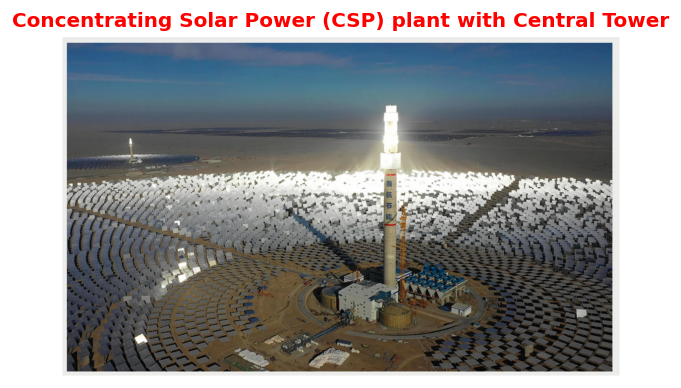 Concentrating Solar Power (CSP) plant with Central Tower